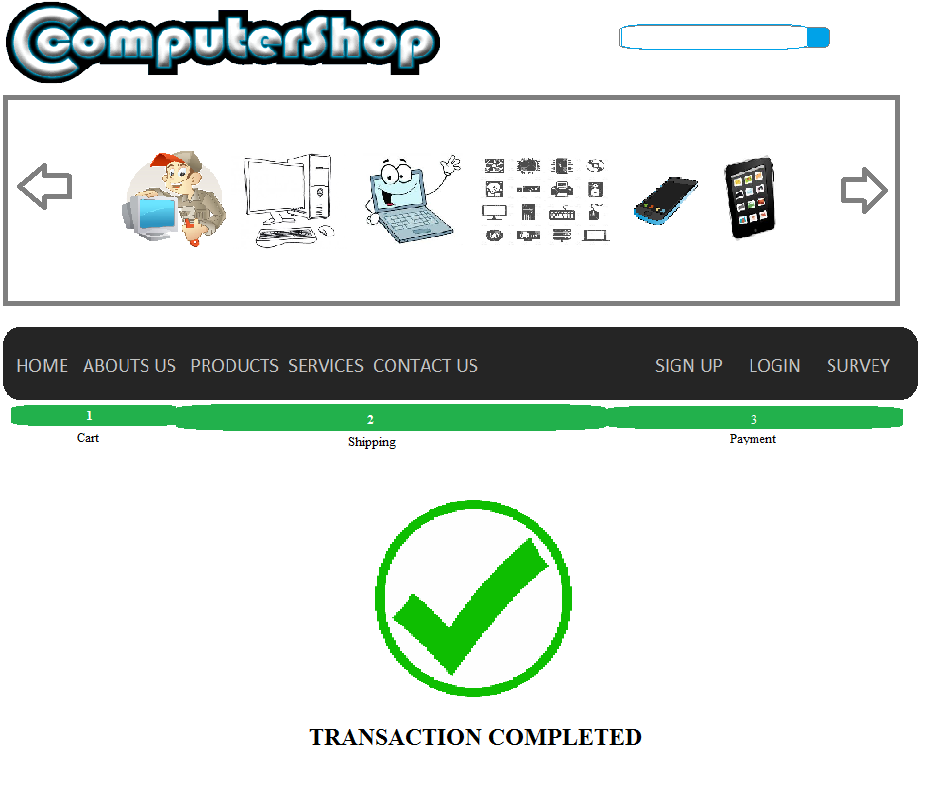 ComputerShop
HOME ABOUTS US PRODUCTS SERVICES CONTACT US SIGN UP LOGIN SURVEY
1 2 3
Cart Shipping Payment
TRANSACTION COMPLETED